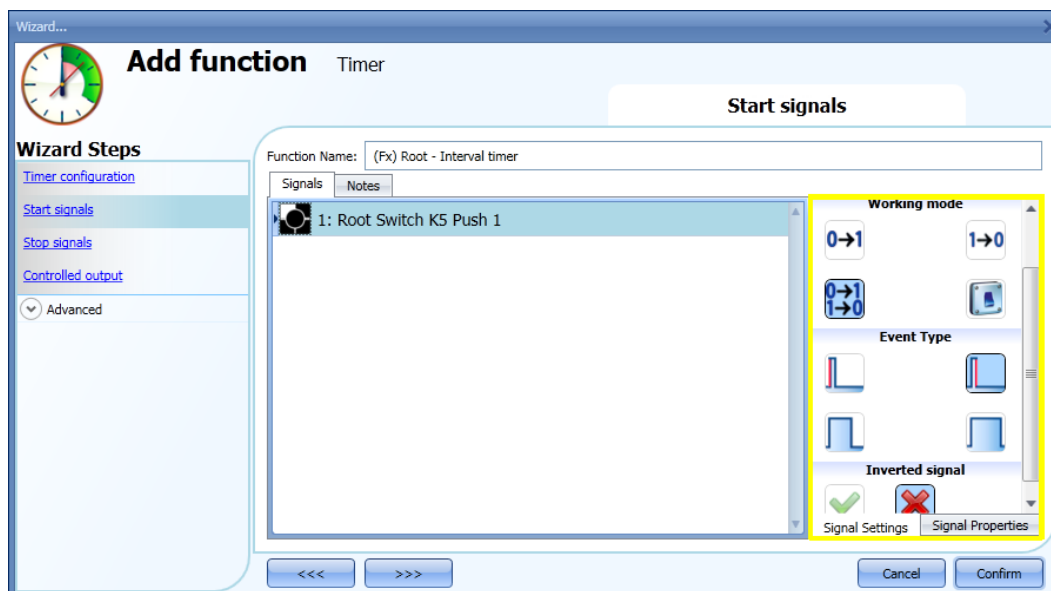 Wizard...
Add function Timer
Start signals
Wizard Steps
Timer configuration
Start signals
Stop signals
Controlled output
Advanced
Function Name: (Fx) Root - Interval timer
Signals Notes
1: Root Switch K5 Push 1
Working mode
0→1 1→0
0→1
1→0
Event Type
Inverted signal
Signal Settings Signal Properties
<<< >>> Cancel Confirm